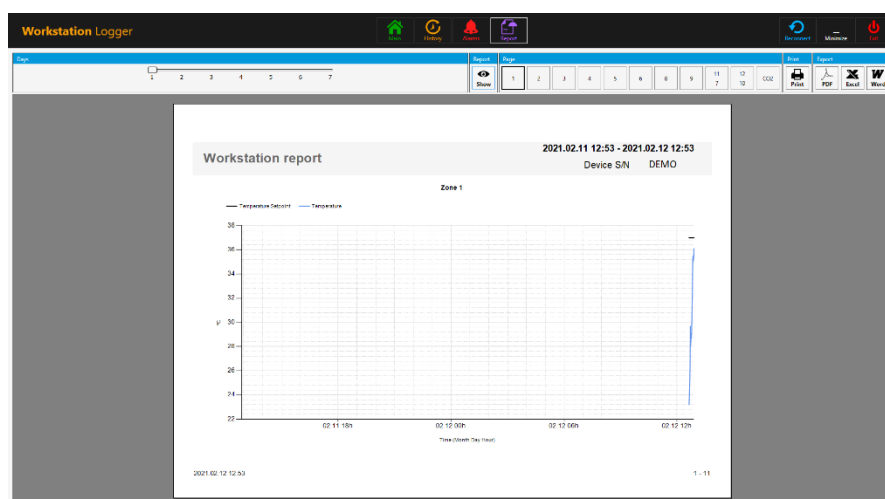 Workstation Logger
Main History Alarms Report Reconnect Minimize Exit
Days Report Page Print Export
1 2 3 4 5 6 7
Show 1 2 3 4 5 6 8 9 11 7 12 10 CO2 Print PDF Excel Word
Workstation report
2021.02.11 12:53 - 2021.02.12 12:53
Device S/N DEMO
Zone 1
Temperature Setpoint Temperature
38
36
34
32
°C 30
28
26
24
22
02.11 18h 02.12 00h 02.12 06h 02.12 12h
Time (Month Day Hour)
2021.02.12 12:53 1 - 11